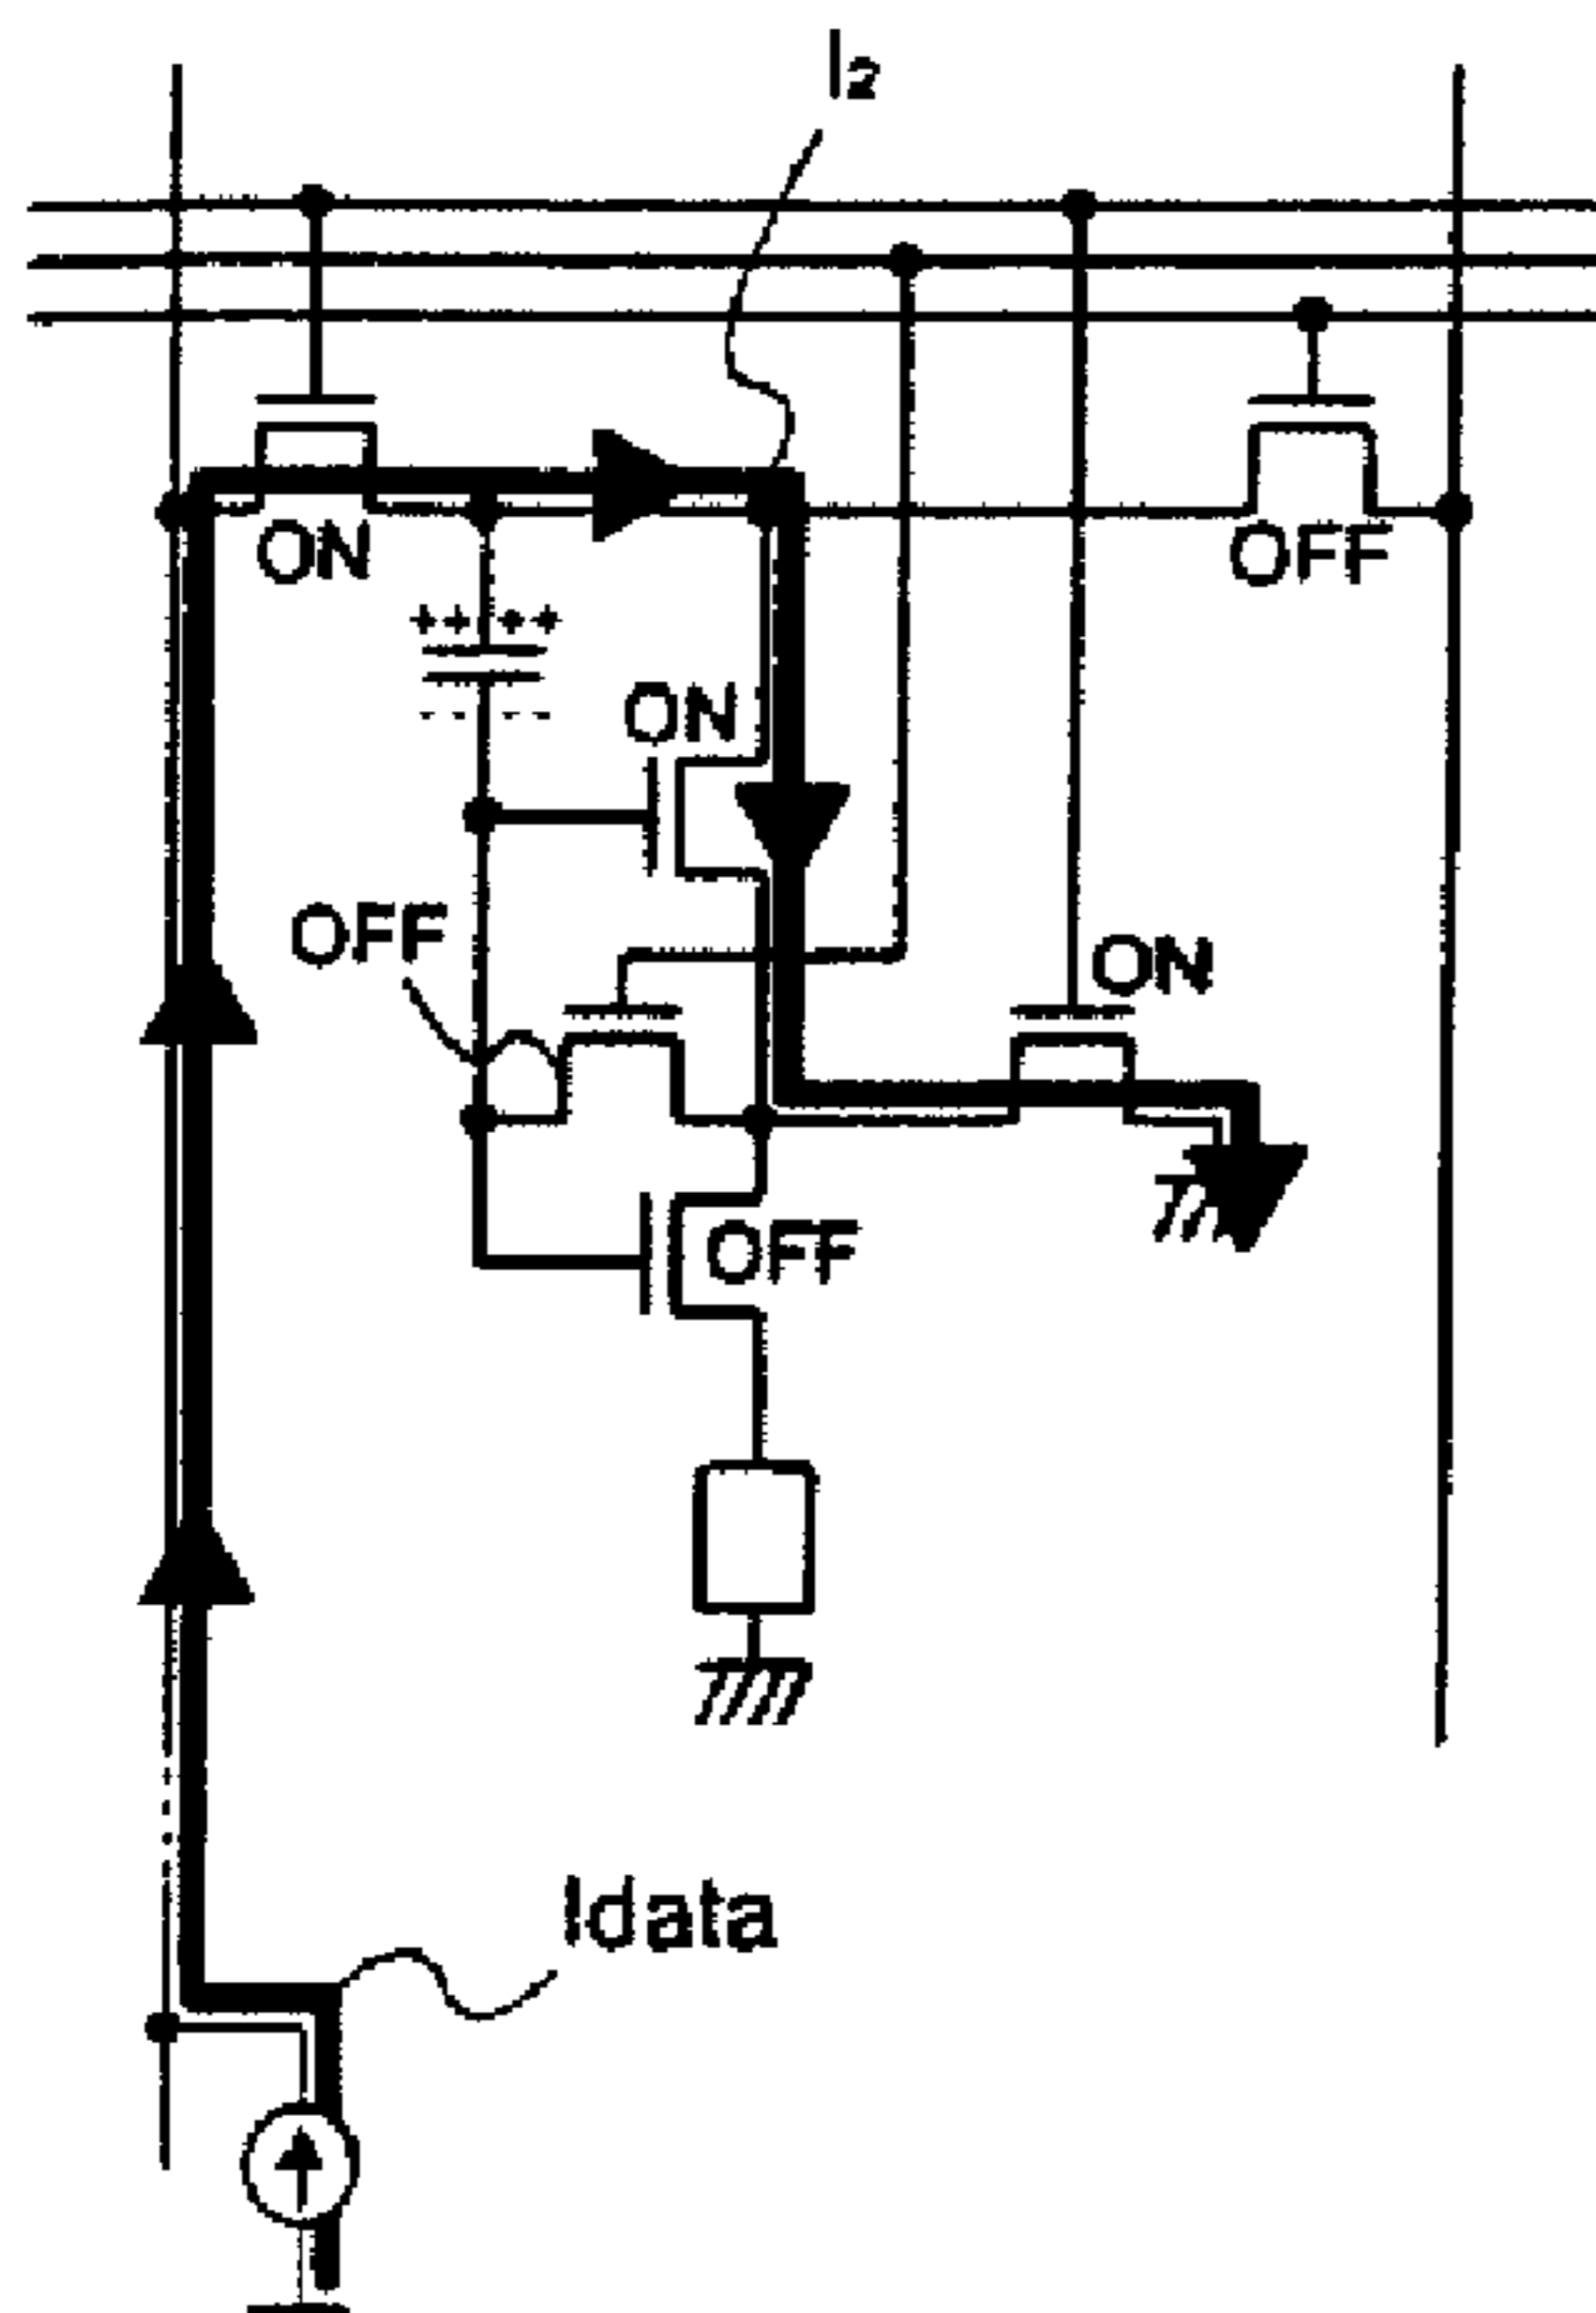 I2
ON
OFF
++++
----
ON
OFF
ON
OFF
Idata